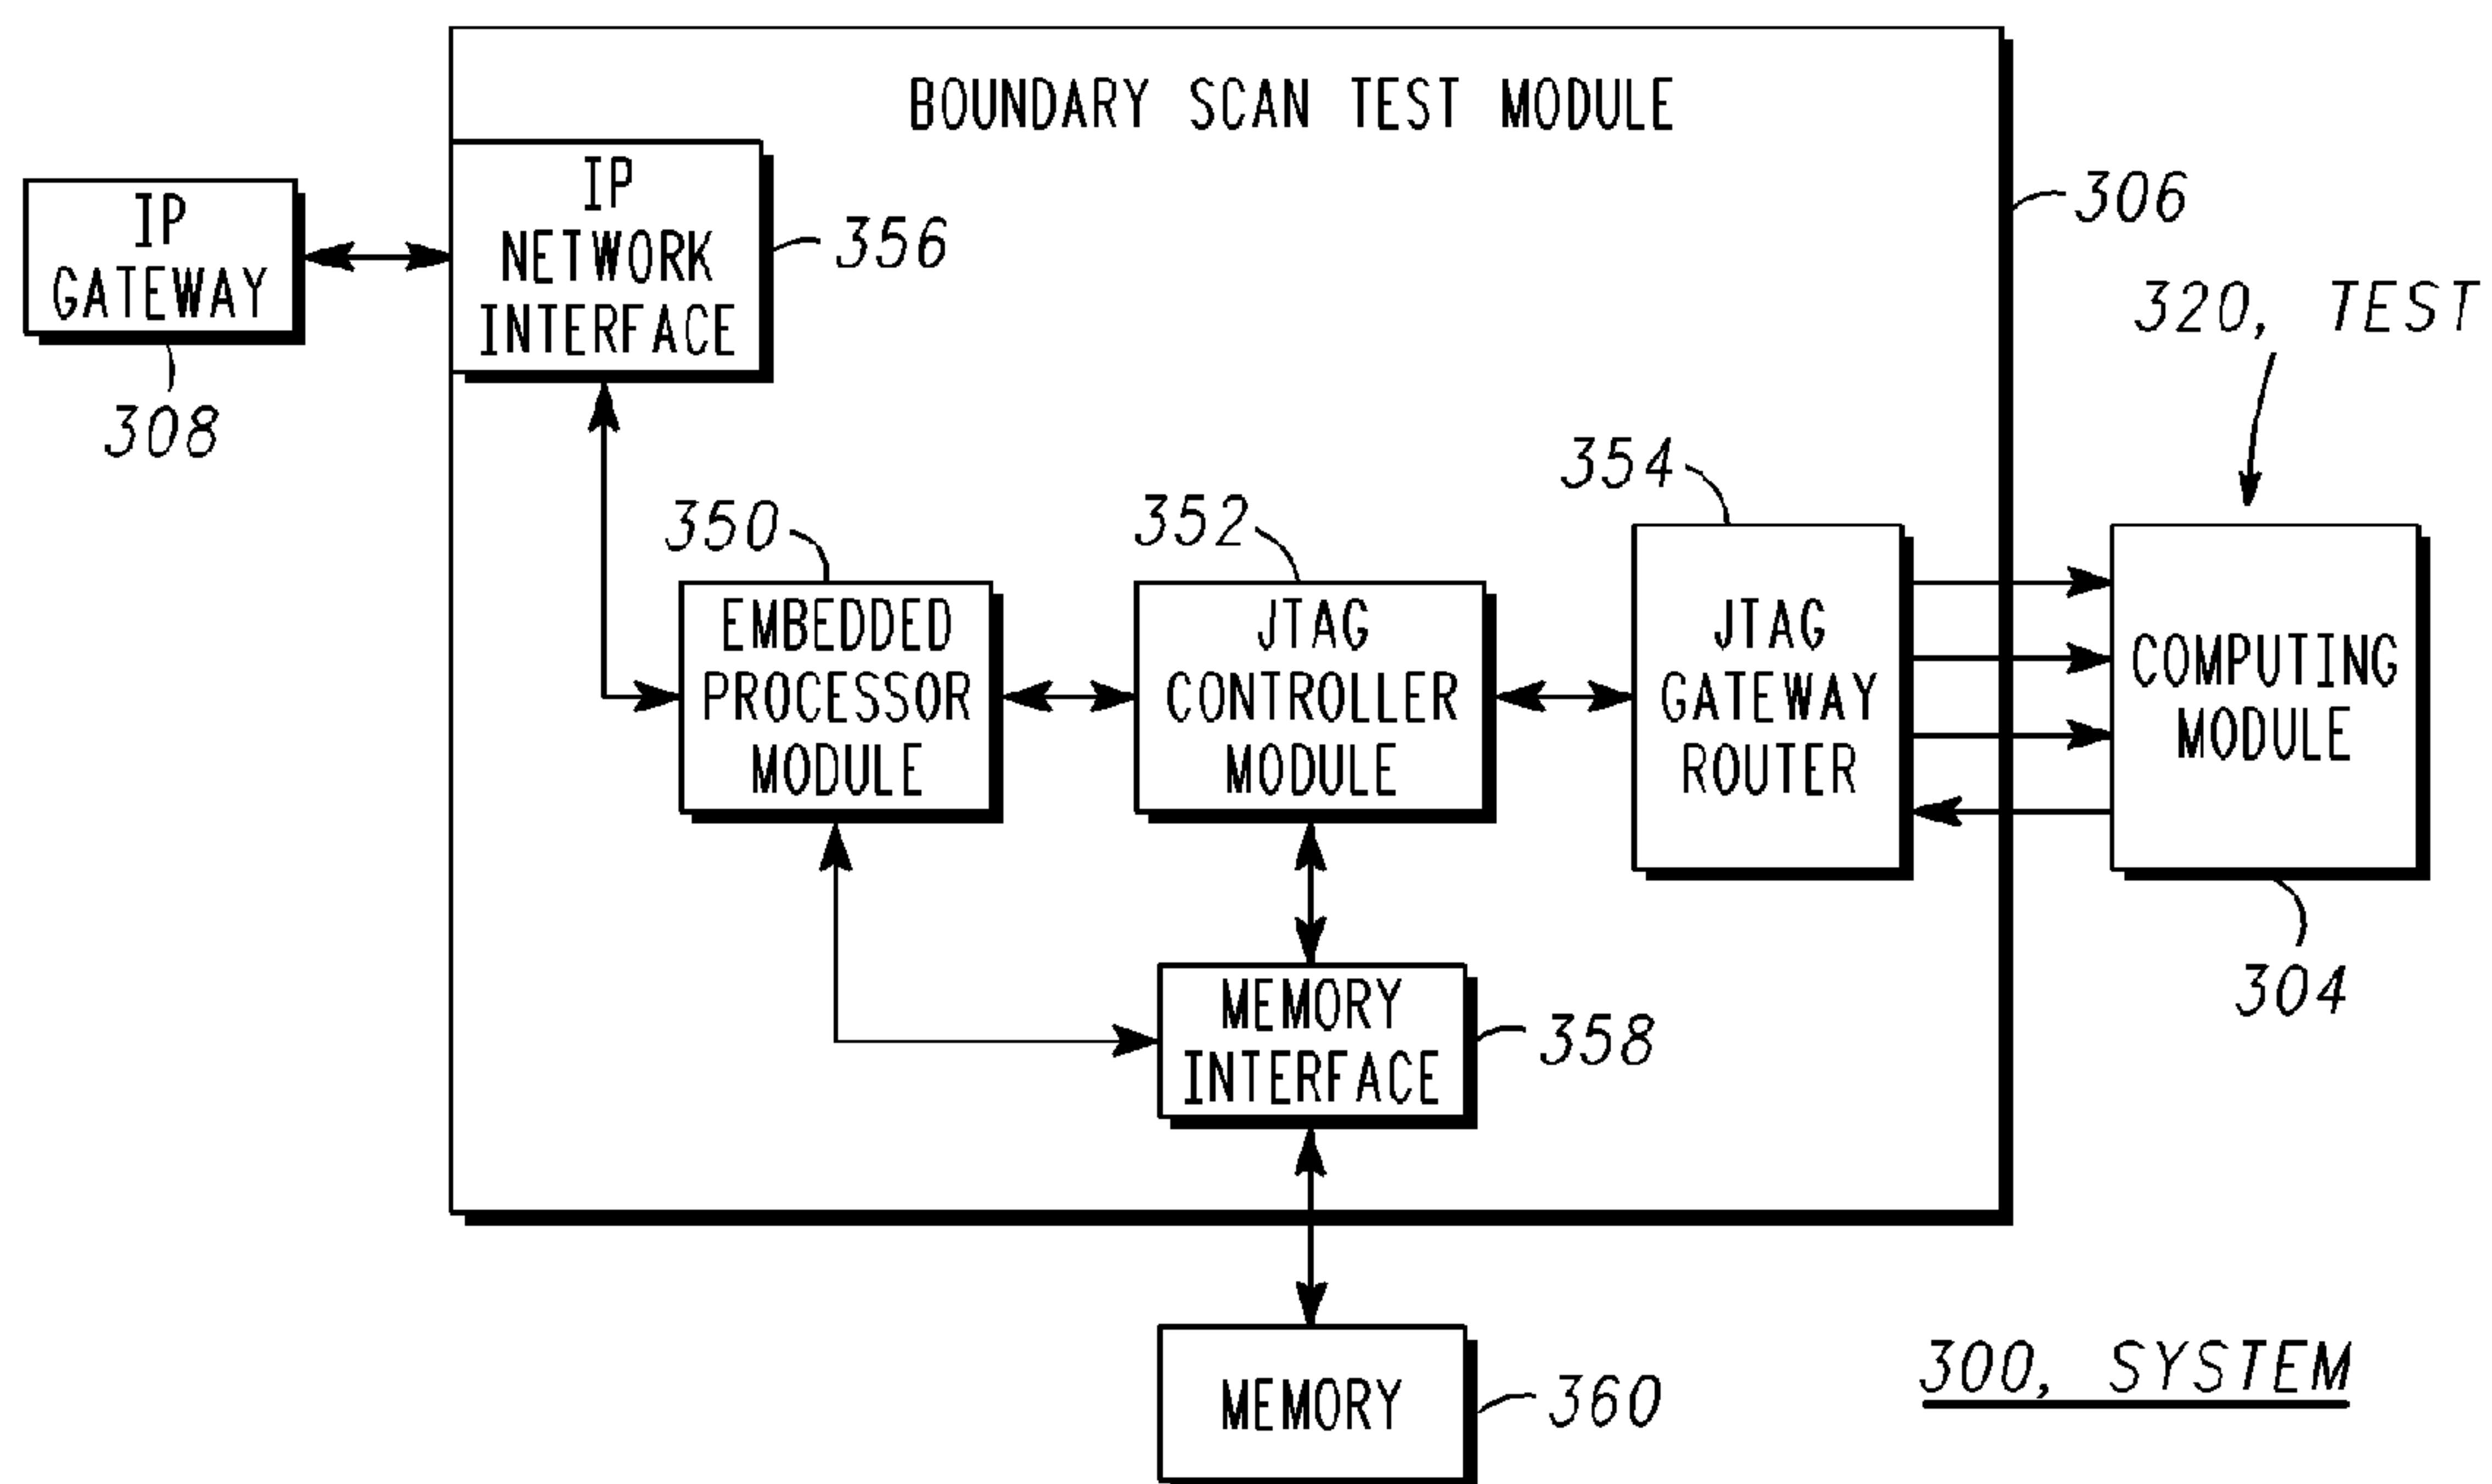 BOUNDARY SCAN TEST MODULE
IP
GATEWAY
308
IP
NETWORK
INTERFACE
356
306
320, TEST
350
EMBEDDED
PROCESSOR
MODULE
352
JTAG
CONTROLLER
MODULE
354
JTAG
GATEWAY
ROUTER
COMPUTING
MODULE
304
MEMORY
INTERFACE
358
MEMORY
360
300, SYSTEM